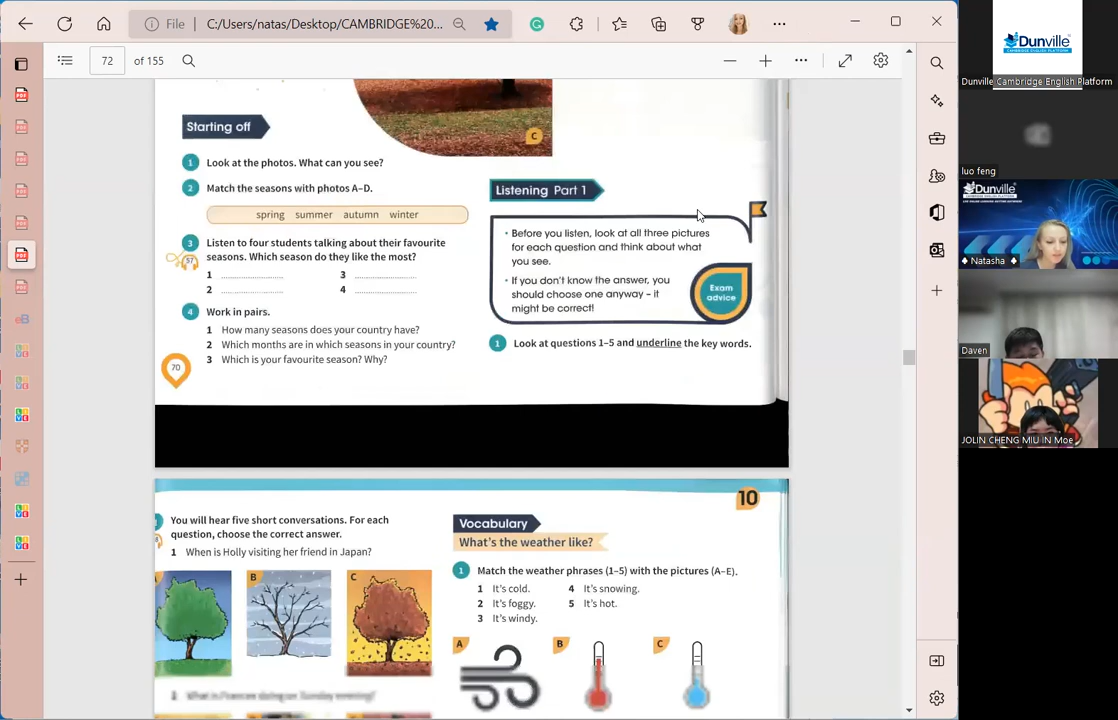 File
C:/Users/natas/Desktop/CAMBRIDGE%20...
72
of 155
C
Starting off
1 Look at the photos. What can you see?
2 Match the seasons with photos A–D.
spring summer autumn winter
3 Listen to four students talking about their favourite
97
seasons. Which season do they like the most?
1 ........................
3 ........................
2 ........................
4 ........................
4 Work in pairs.
1 How many seasons does your country have?
2 Which months are in which seasons in your country?
3 Which is your favourite season? Why?
70
Listening Part 1
· Before you listen, look at all three pictures
for each question and think about what
you see.
· If you don't know the answer, you
should choose one anyway – it
might be correct!
Exam
advice
1 Look at questions 1–5 and underline the key words.
10
You will hear five short conversations. For each
question, choose the correct answer.
1 When is Holly visiting her friend in Japan?
B
C
Vocabulary
What's the weather like?
1 Match the weather phrases (1–5) with the pictures (A–E).
1 It's cold.
4 It's snowing.
2 It's foggy.
5 It's hot.
3 It's windy.
A
B
C
Dunville
CAMBRIDGE ENGLISH PLATFORM
Dunville Cambridge English Platform
luo feng
Dunville
Natasha
Daven
JOLIN CHENG MIU IN Moe